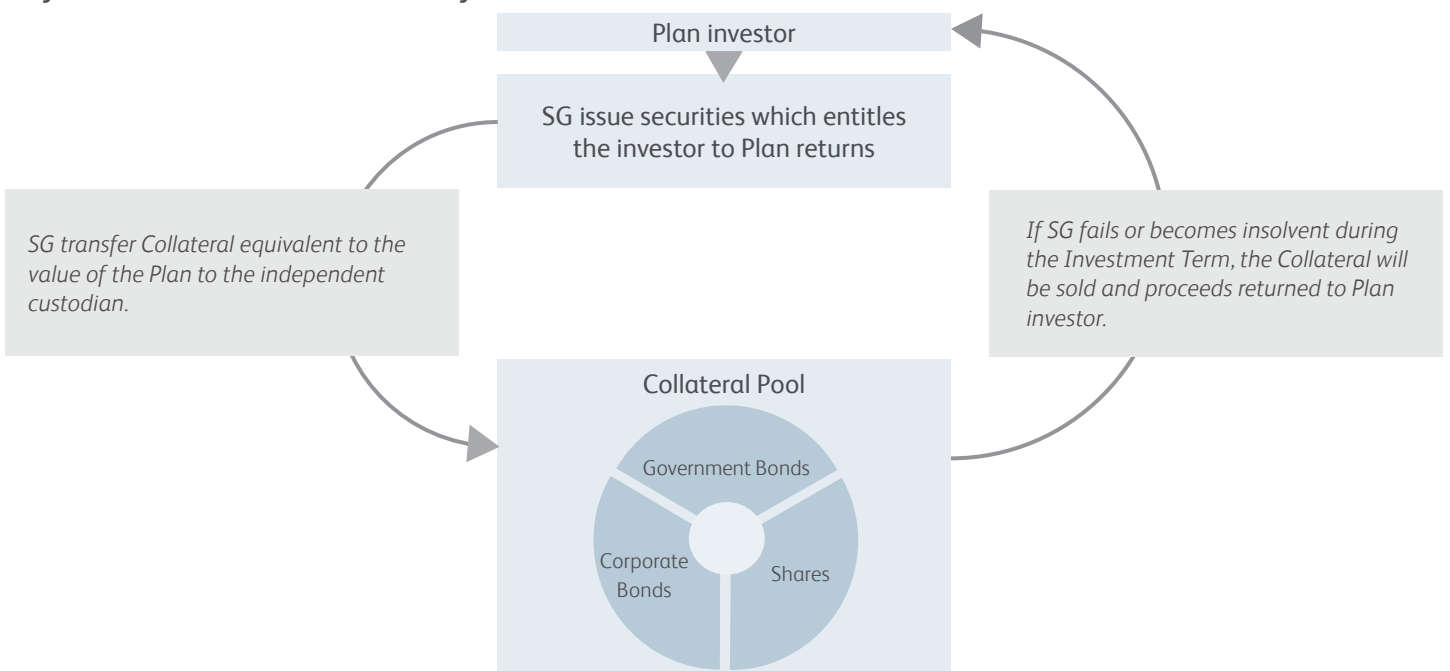 Plan investor
SG issue securities which entitles
the investor to Plan returns
SG transfer Collateral equivalent to the
value of the Plan to the independent
custodian.
If SG fails or becomes insolvent during
the Investment Term, the Collateral will
be sold and proceeds returned to Plan
investor.
Collateral Pool
Government Bonds
Corporate
Bonds
Shares